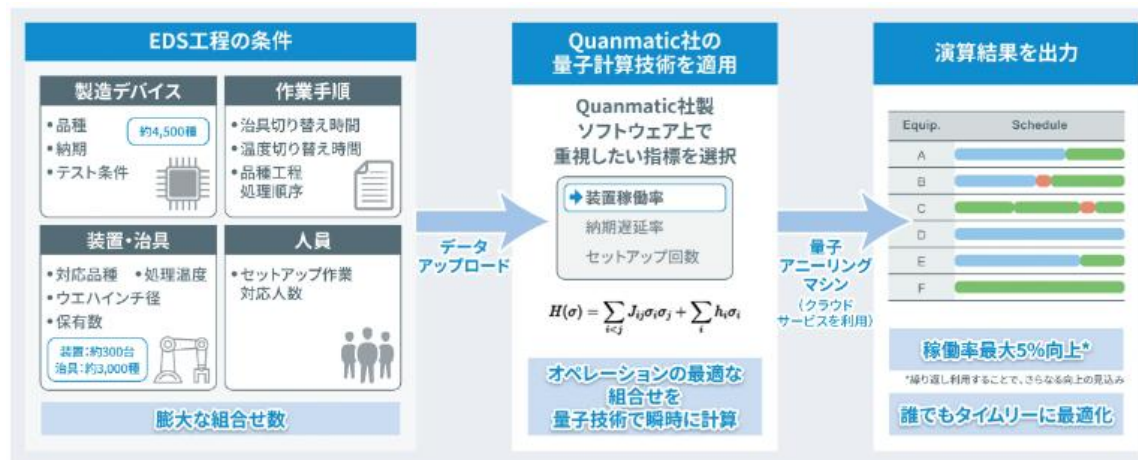 EDS工程の条件
製造デバイス
•品種
約4,500種
•納期
•テスト条件
作業手順
•治具切り替え時間
•温度切り替え時間
•品種工程
処理順序
装置・治具
•対応品種 •処理温度
•ウエハインチ径
•保有数
装置:約300台
治具:約3,000種
人員
•セットアップ作業
対応人数
膨大な組合せ数
データ
アップロード
Quanmatic社の
量子計算技術を適用
Quanmatic社製
ソフトウェア上で
重視したい指標を選択
装置稼働率
納期遅延率
セットアップ回数
H(σ) = ∑_{i<j} J_{ij}σ_iσ_j + ∑_i h_iσ_i
オペレーションの最適な
組合せを
量子技術で瞬時に計算
量子
アニーリング
マシン
(クラウド
サービスを利用)
演算結果を出力
Equip. Schedule
A
B
C
D
E
F
稼働率最大5%向上*
*繰り返し利用することで、さらなる向上の見込み
誰でもタイムリーに最適化